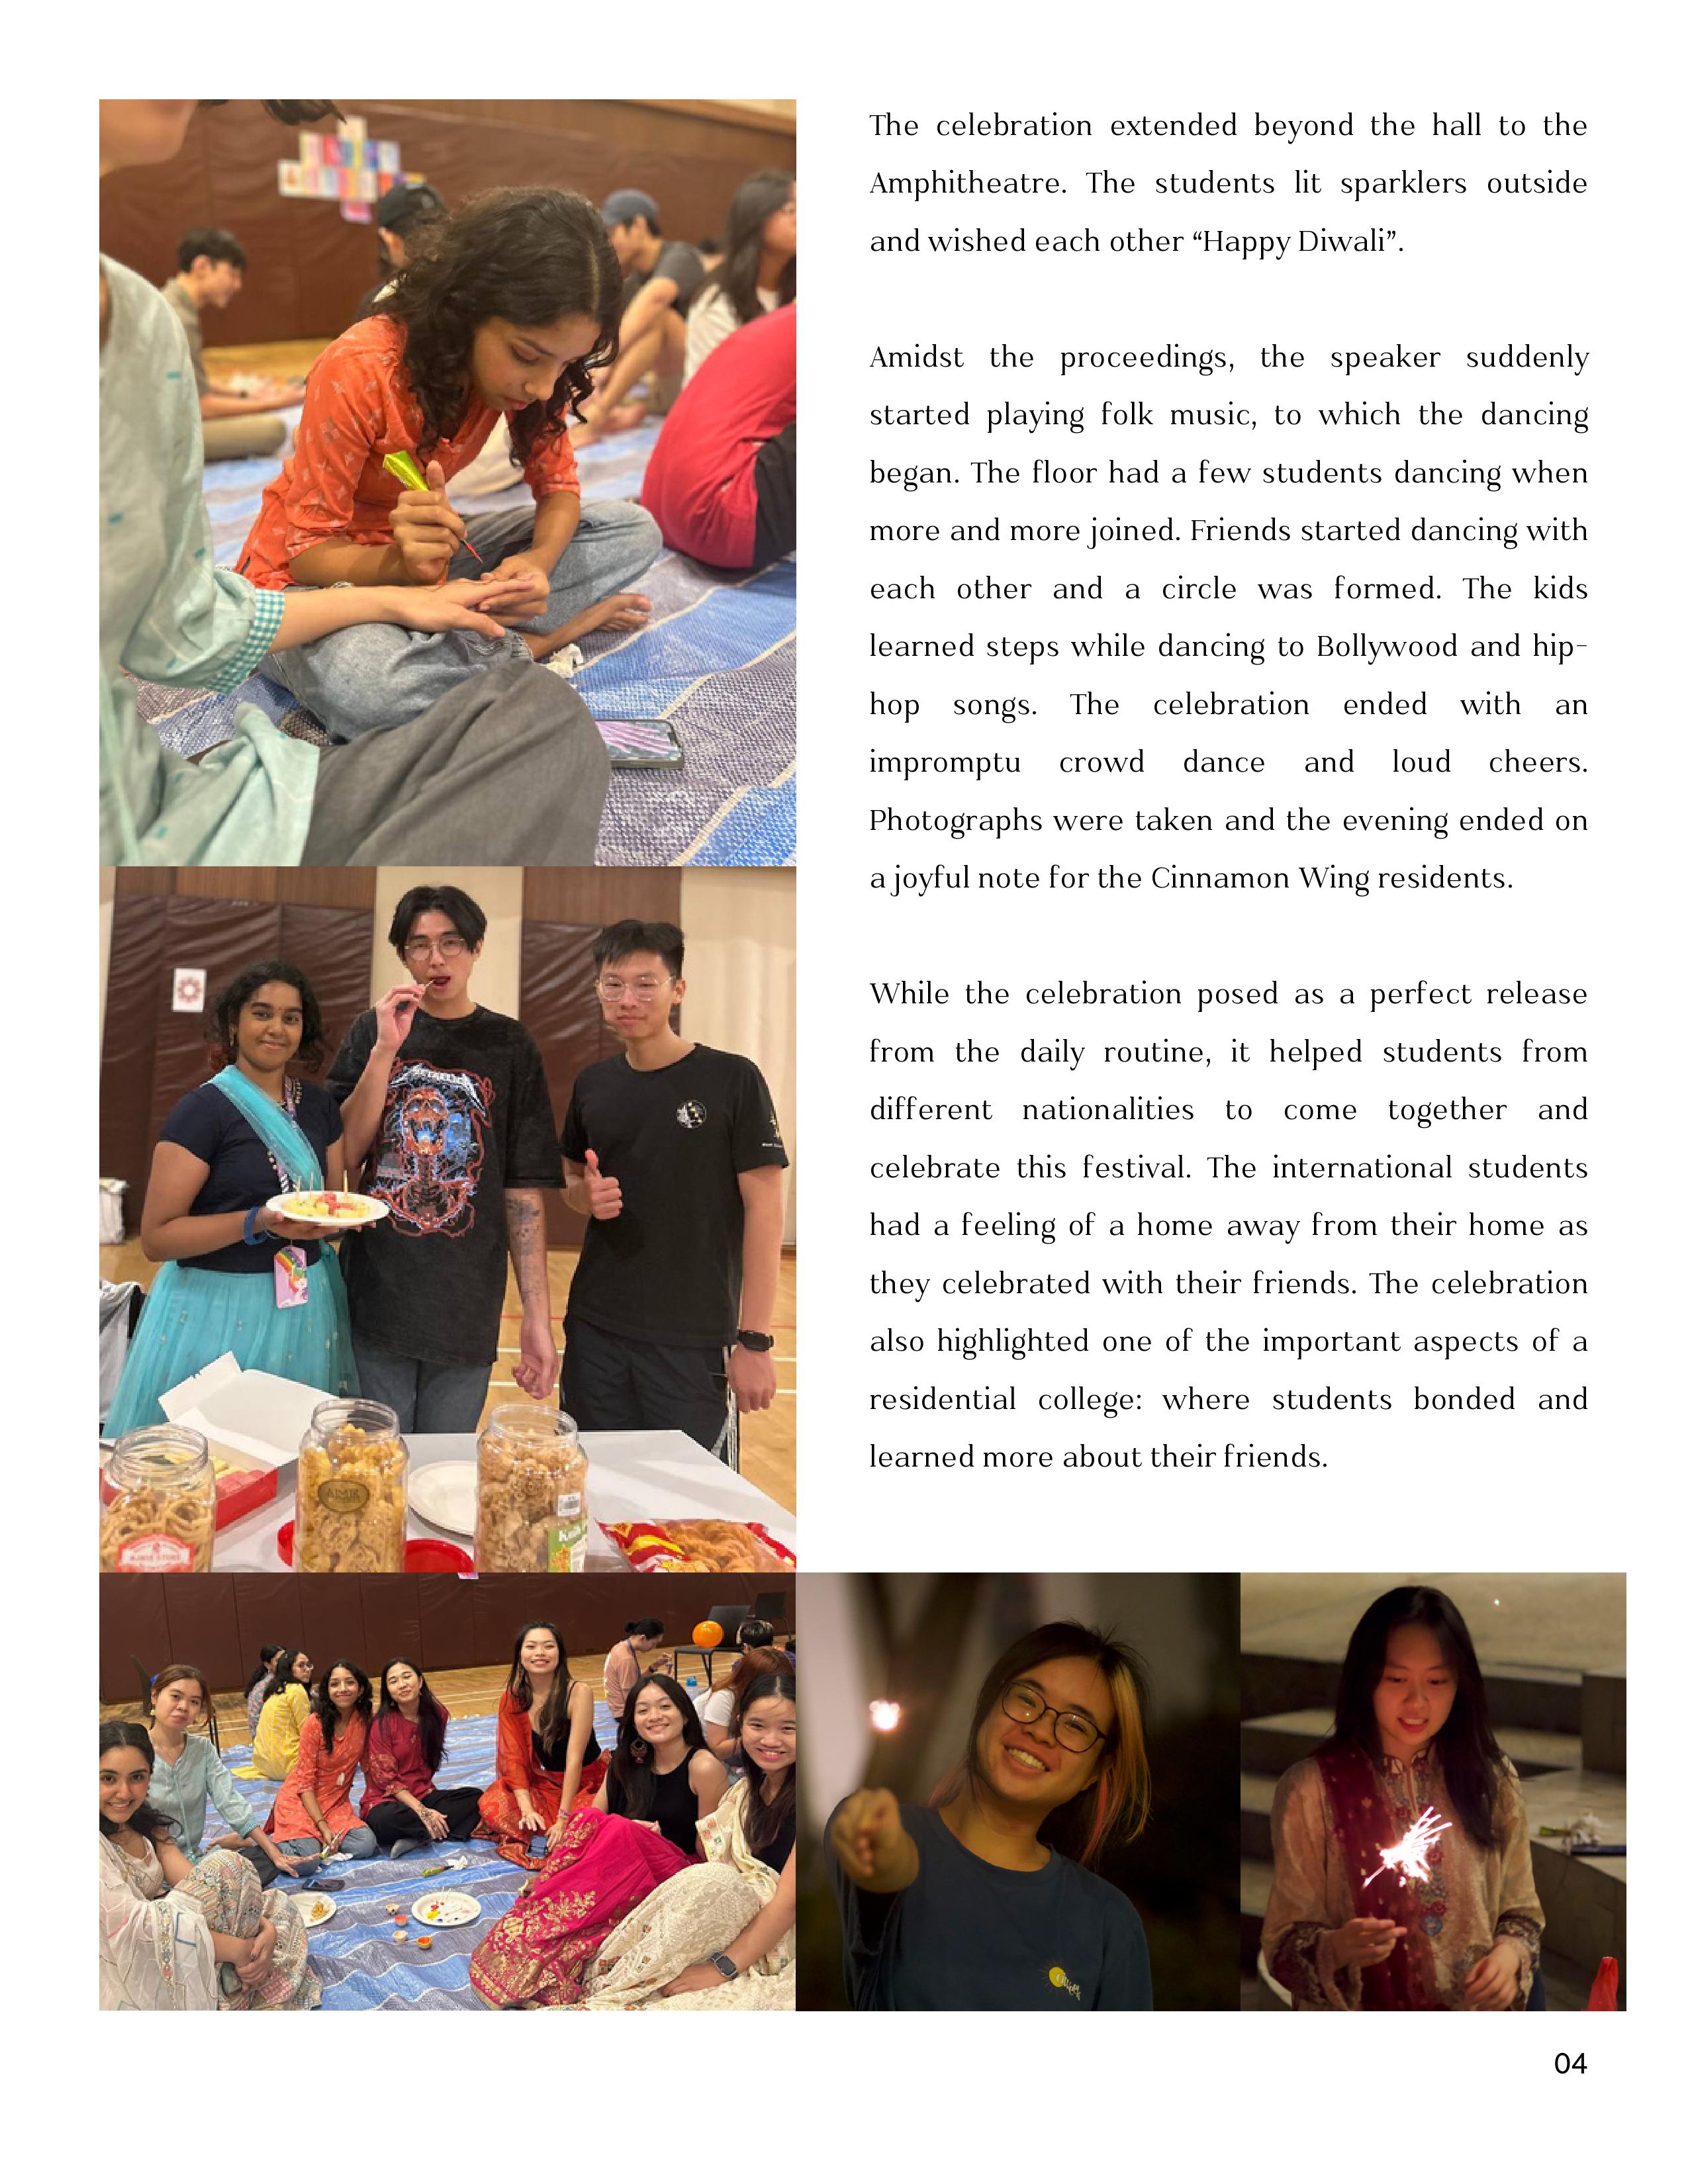 The celebration extended beyond the hall to the
Amphitheatre. The students lit sparklers outside
and wished each other “Happy Diwali”.
Amidst the proceedings, the speaker suddenly
started playing folk music, to which the dancing
began. The floor had a few students dancing when
more and more joined. Friends started dancing with
each other and a circle was formed. The kids
learned steps while dancing to Bollywood and hip-
hop songs. The celebration ended with an
impromptu crowd dance and loud cheers.
Photographs were taken and the evening ended on
a joyful note for the Cinnamon Wing residents.
While the celebration posed as a perfect release
from the daily routine, it helped students from
different nationalities to come together and
celebrate this festival. The international students
had a feeling of a home away from their home as
they celebrated with their friends. The celebration
also highlighted one of the important aspects of a
residential college: where students bonded and
learned more about their friends.
04